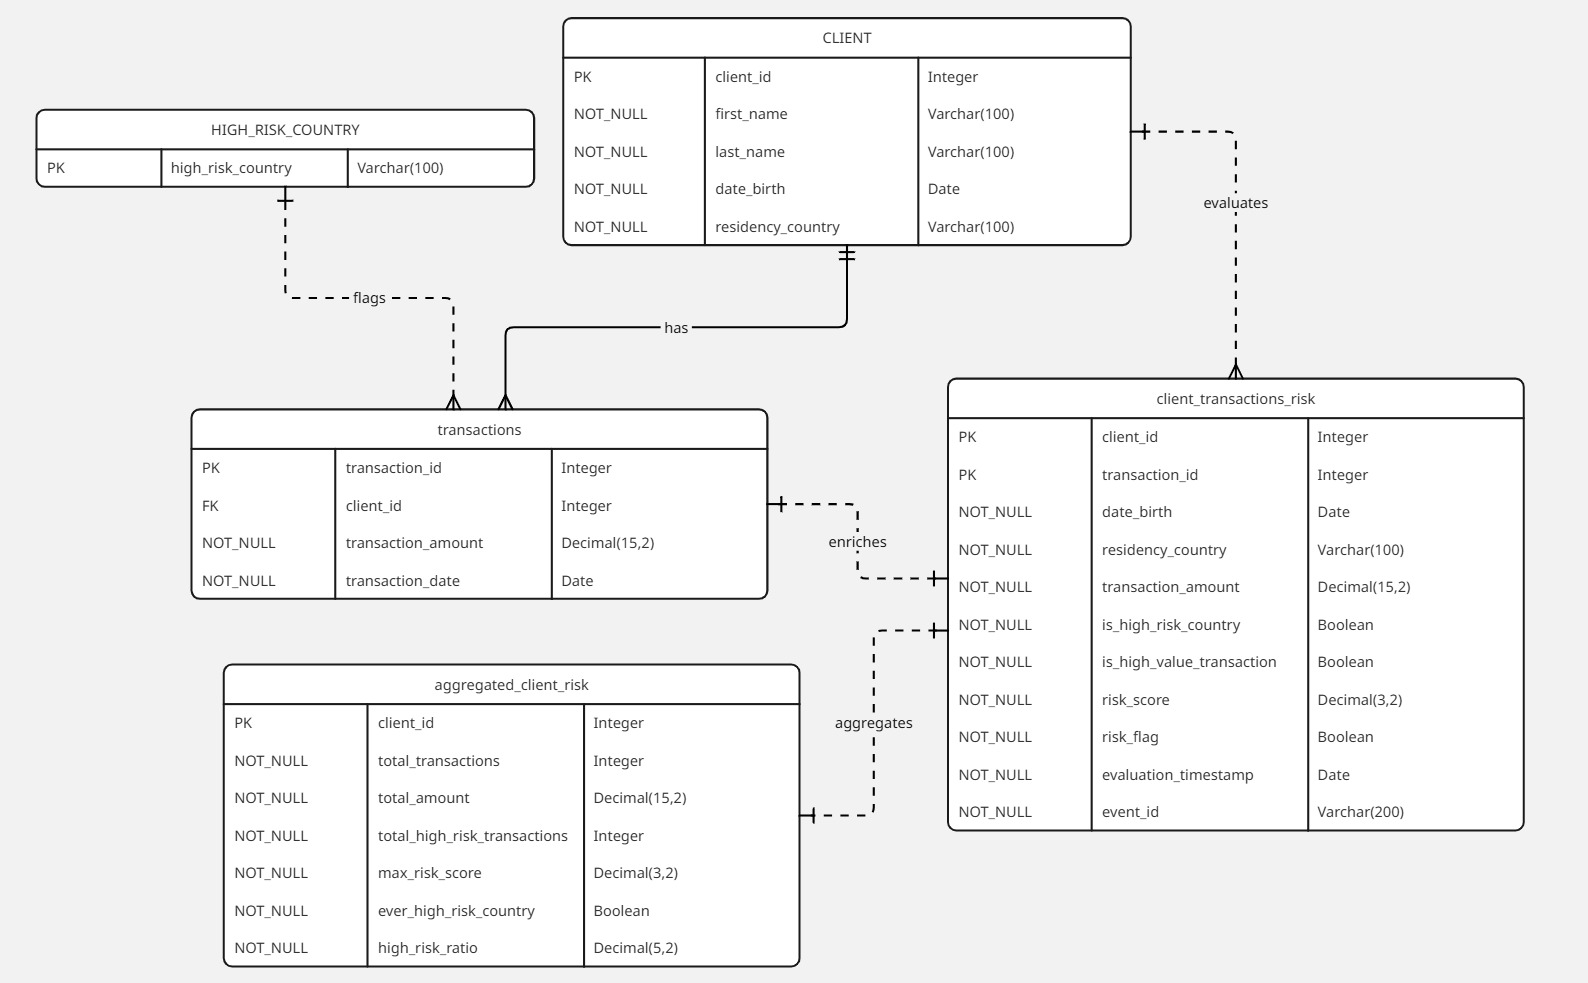 CLIENT
PK client_id Integer
NOT_NULL first_name Varchar(100)
NOT_NULL last_name Varchar(100)
NOT_NULL date_birth Date
NOT_NULL residency_country Varchar(100)
HIGH_RISK_COUNTRY
PK high_risk_country Varchar(100)
evaluates
flags
has
transactions
PK transaction_id Integer
FK client_id Integer
NOT_NULL transaction_amount Decimal(15,2)
NOT_NULL transaction_date Date
client_transactions_risk
PK client_id Integer
PK transaction_id Integer
NOT_NULL date_birth Date
NOT_NULL residency_country Varchar(100)
NOT_NULL transaction_amount Decimal(15,2)
NOT_NULL is_high_risk_country Boolean
NOT_NULL is_high_value_transaction Boolean
NOT_NULL risk_score Decimal(3,2)
NOT_NULL risk_flag Boolean
NOT_NULL evaluation_timestamp Date
NOT_NULL event_id Varchar(200)
enriches
aggregates
aggregated_client_risk
PK client_id Integer
NOT_NULL total_transactions Integer
NOT_NULL total_amount Decimal(15,2)
NOT_NULL total_high_risk_transactions Integer
NOT_NULL max_risk_score Decimal(3,2)
NOT_NULL ever_high_risk_country Boolean
NOT_NULL high_risk_ratio Decimal(5,2)